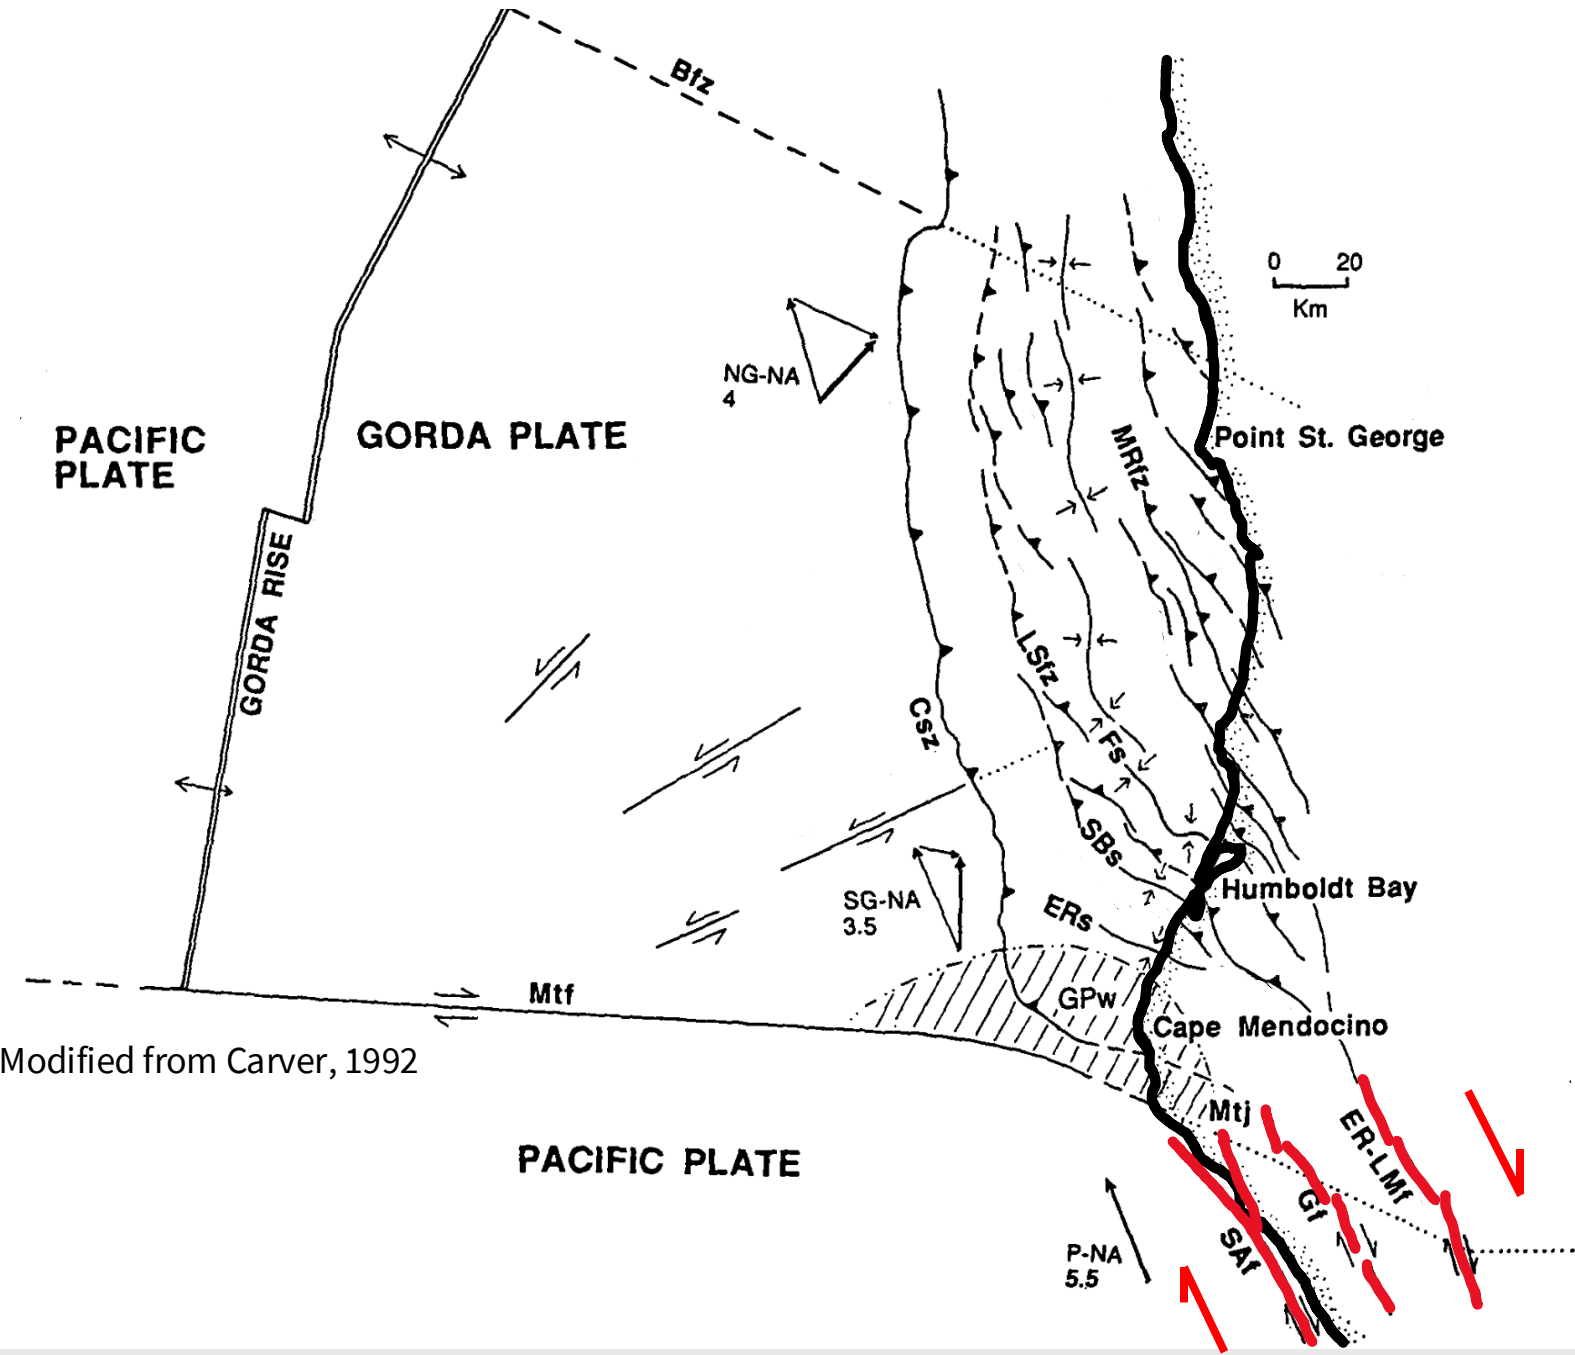 Bfz
0 20
Km
NG-NA
4
PACIFIC
PLATE
GORDA PLATE
MRfz
Point St. George
GORDA RISE
LSfz
Csz
Fs
SBs
SG-NA
3.5
ERs
Humboldt Bay
Mtf
GPw
Cape Mendocino
Modified from Carver, 1992
Mtj
ER-LMf
PACIFIC PLATE
Gf
SAf
P-NA
5.5